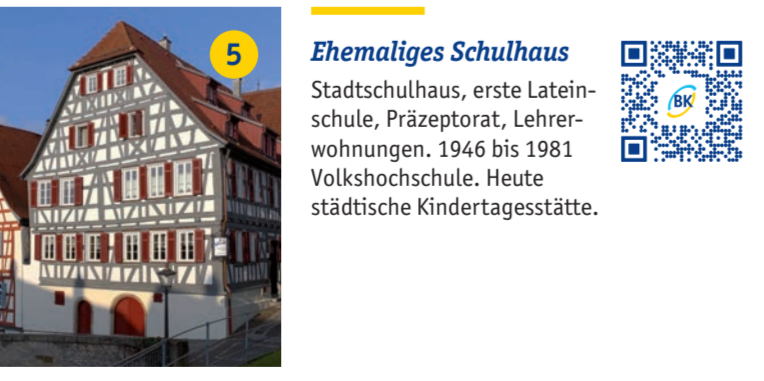 5
Ehemaliges Schulhaus
Stadtschulhaus, erste Latein-
schule, Präzeptorat, Lehrer-
wohnungen. 1946 bis 1981
Volkshochschule. Heute
städtische Kindertagesstätte.
BK